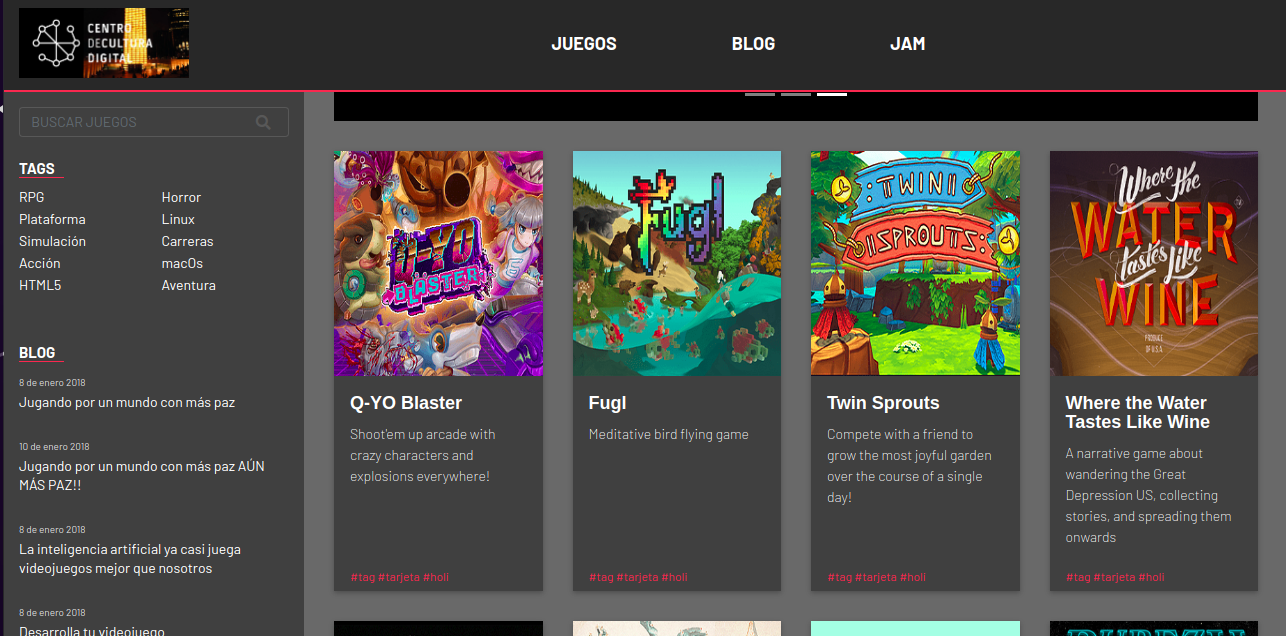 CENTRO
DECULTURA
DIGITAL
JUEGOS
BLOG
JAM
BUSCAR JUEGOS
TAGS
RPG
Horror
Plataforma
Linux
Simulación
Carreras
Acción
macOs
HTML5
Aventura
BLOG
8 de enero 2018
Jugando por un mundo con más paz
10 de enero 2018
Jugando por un mundo con más paz AÚN
MÁS PAZ!!
8 de enero 2018
La inteligencia artificial ya casi juega
videojuegos mejor que nosotros
8 de enero 2018
Desarrolla tu videojuego
Q-YO
BLASTER
Q-YO Blaster
Shoot'em up arcade with
crazy characters and
explosions everywhere!
#tag #tarjeta #holi
fugl
Fugl
Meditative bird flying game
#tag #tarjeta #holi
TWIN
SPROUTS
Twin Sprouts
Compete with a friend to
grow the most joyful garden
over the course of a single
day!
#tag #tarjeta #holi
Where the
WATER
tastes like
WINE
PRODUCT
OF U.S.A.
Where the Water
Tastes Like Wine
A narrative game about
wandering the Great
Depression US, collecting
stories, and spreading them
onwards
#tag #tarjeta #holi